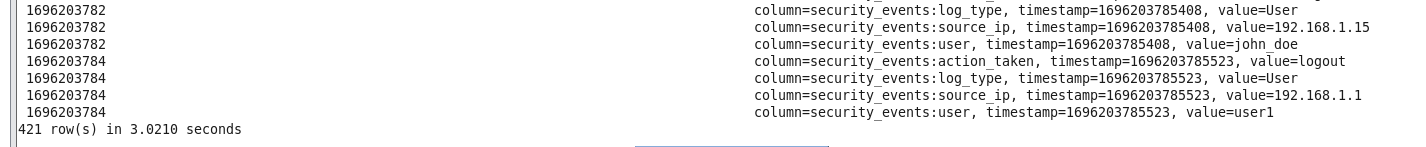 1696203782 column=security_events:log_type, timestamp=1696203785408, value=User
1696203782 column=security_events:source_ip, timestamp=1696203785408, value=192.168.1.15
1696203782 column=security_events:user, timestamp=1696203785408, value=john_doe
1696203784 column=security_events:action_taken, timestamp=1696203785523, value=logout
1696203784 column=security_events:log_type, timestamp=1696203785523, value=User
1696203784 column=security_events:source_ip, timestamp=1696203785523, value=192.168.1.1
1696203784 column=security_events:user, timestamp=1696203785523, value=user1
421 row(s) in 3.0210 seconds